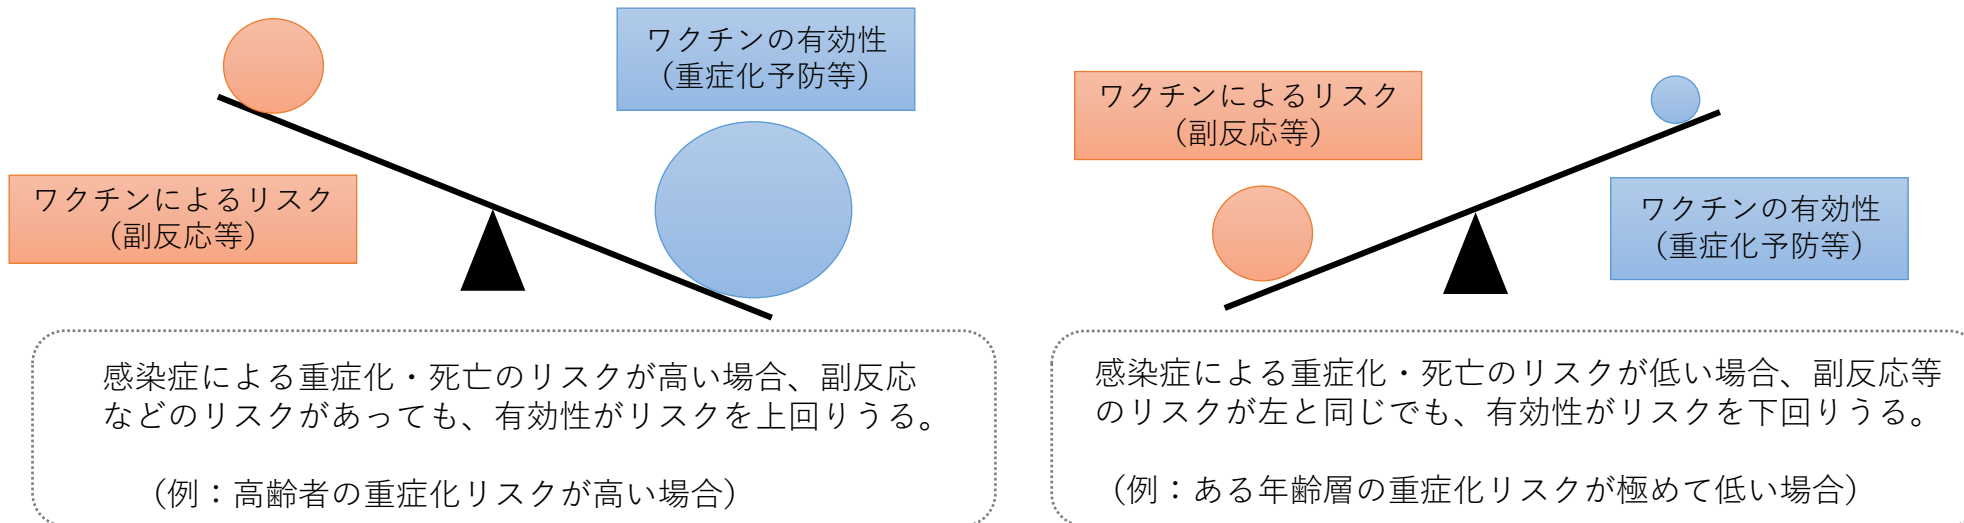 ワクチンの有効性
（重症化予防等）
ワクチンによるリスク
（副反応等）
感染症による重症化・死亡のリスクが高い場合、副反応
などのリスクがあっても、有効性がリスクを上回りうる。
（例：高齢者の重症化リスクが高い場合）
ワクチンによるリスク
（副反応等）
ワクチンの有効性
（重症化予防等）
感染症による重症化・死亡のリスクが低い場合、副反応等
のリスクが左と同じでも、有効性がリスクを下回りうる。
（例：ある年齢層の重症化リスクが極めて低い場合）